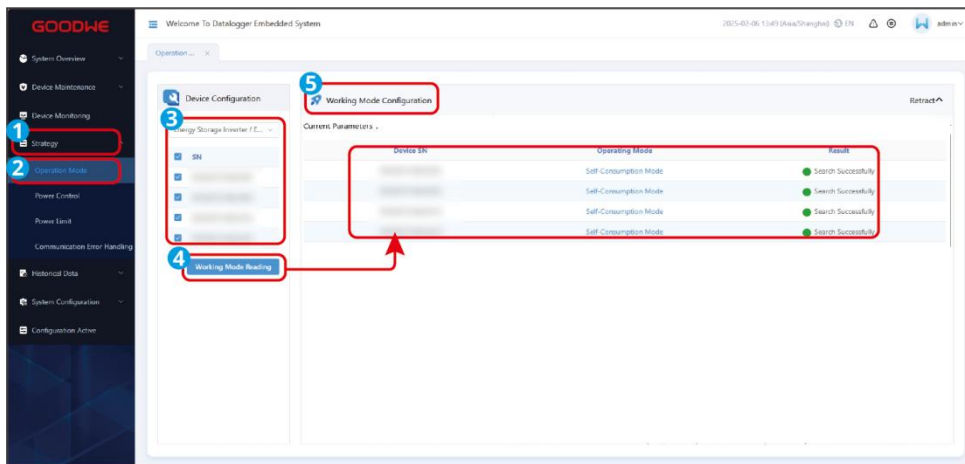 GOODWE
Welcome To Datalogger Embedded System
2025-02-06 13:49 (Asia/Shanghai) EN
admin
System Overview
Operation ... ×
Device Maintenance
Device Configuration
5
Working Mode Configuration
Retract
Device Monitoring
3
Energy Storage Inverter / E...
Current Parameters
1
Strategy
SN
Device SN
Operating Mode
Result
2
Operation Mode
Self-Consumption Mode
Search Successfully
Power Control
Self-Consumption Mode
Search Successfully
Power Limit
Self-Consumption Mode
Search Successfully
Communication Error Handling
Self-Consumption Mode
Search Successfully
4
Working Mode Reading
Historical Data
System Configuration
Configuration Active